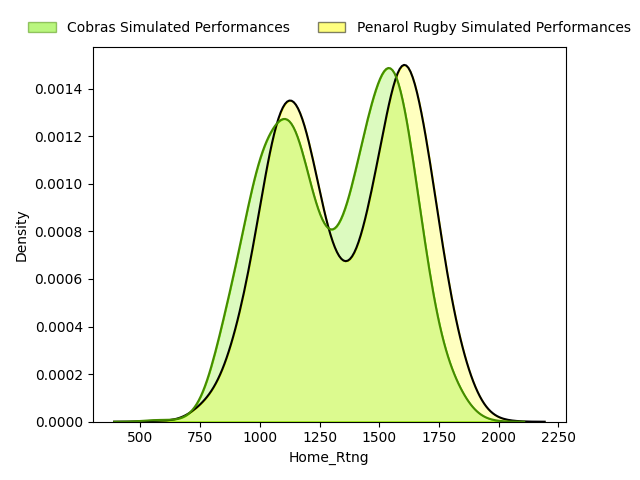 Cobras Simulated Performances
Penarol Rugby Simulated Performances
0.0014
0.0012
0.0010
0.0008
0.0006
0.0004
0.0002
0.0000
Density
500 750 1000 1250 1500 1750 2000 2250
Home_Rtng